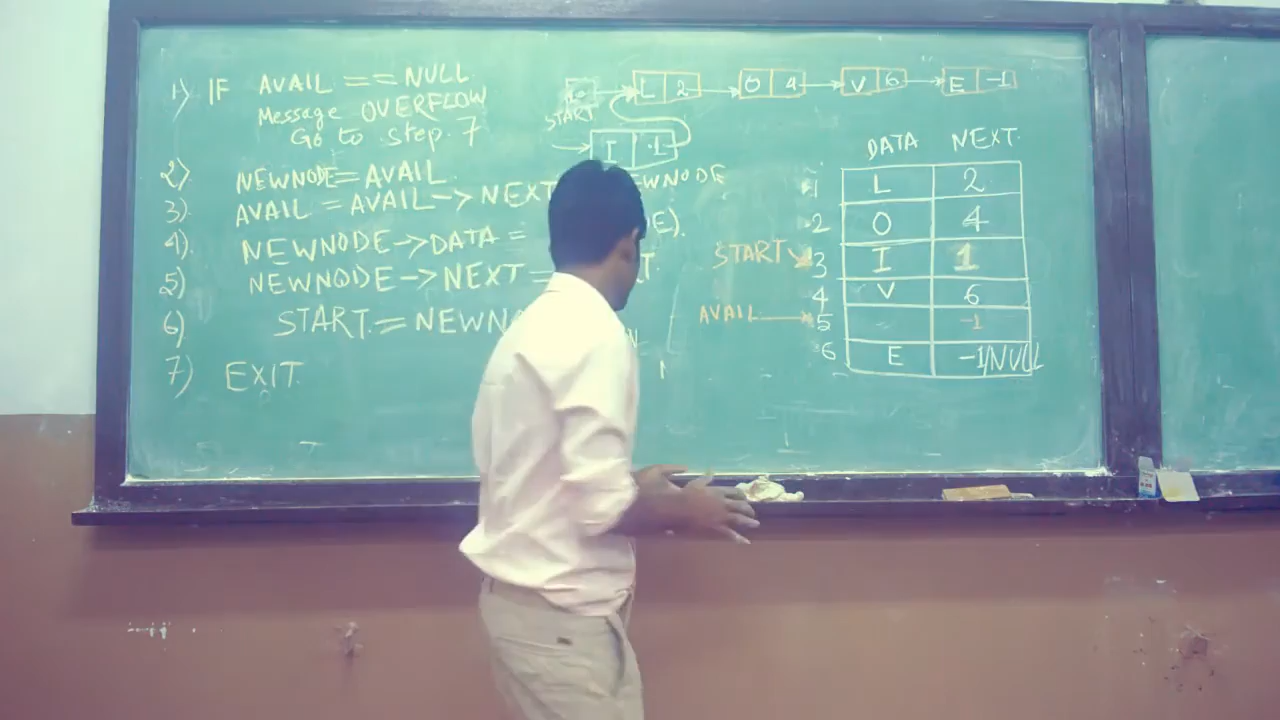 1) IF AVAIL == NULL
Message OVERFLOW
Go to step 7
2) NEWNODE = AVAIL
3) AVAIL = AVAIL -> NEXT
4) NEWNODE -> DATA =
5) NEWNODE -> NEXT =
6) START = NEWNO
7) EXIT
START
L 2 O 4 V 6 E -1
I -1
DATA NEXT
1 L 2
2 O 4
START 3 I 1
4 V 6
AVAIL 5 -1
6 E -1/NULL